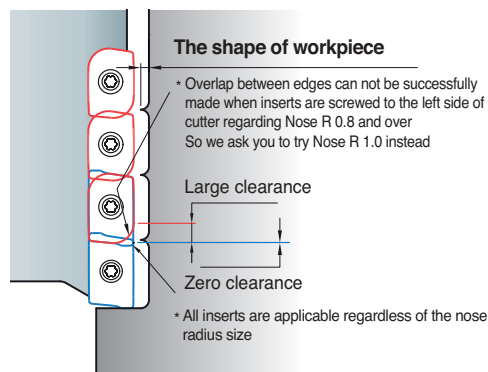 The shape of workpiece
* Overlap between edges can not be successfully
made when inserts are screwed to the left side of
cutter regarding Nose R 0.8 and over
So we ask you to try Nose R 1.0 instead
Large clearance
Zero clearance
* All inserts are applicable regardless of the nose
radius size